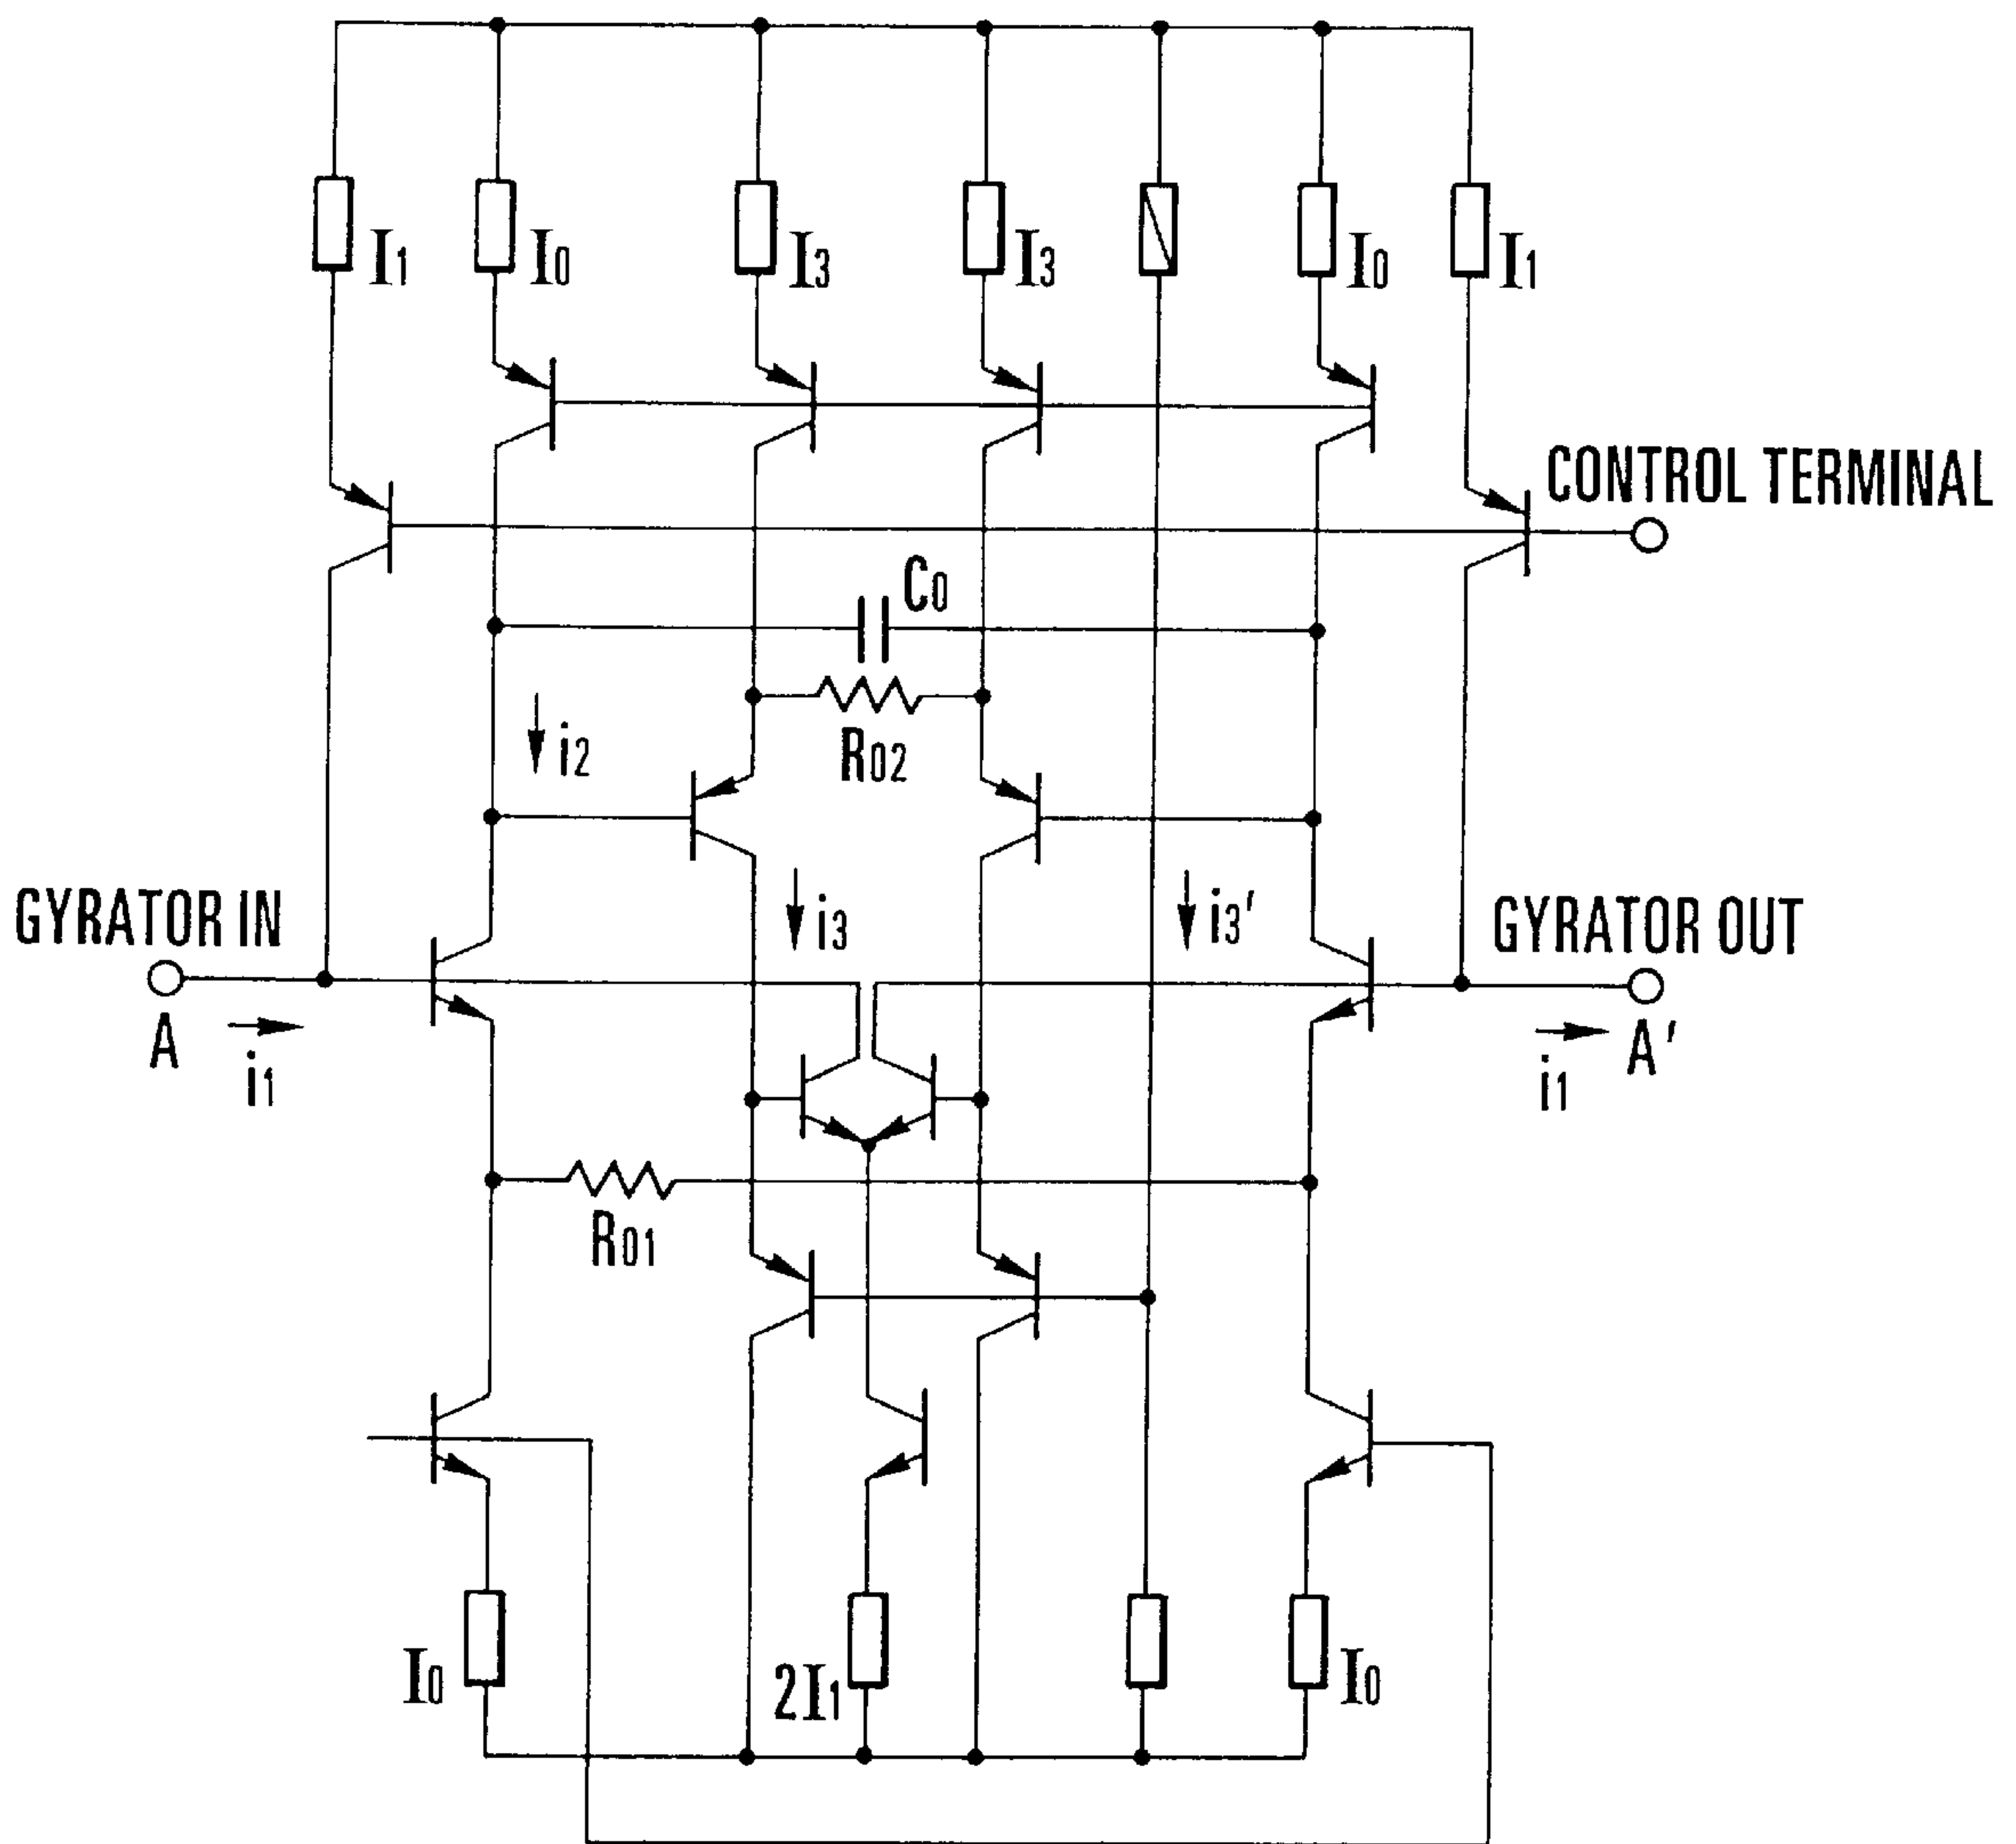 I1
I0
I3
I3
I0
I1
CONTROL TERMINAL
C0
R02
i2
GYRATOR IN
i3
i3'
GYRATOR OUT
A
i1
i1
A'
R01
I0
2I1
I0